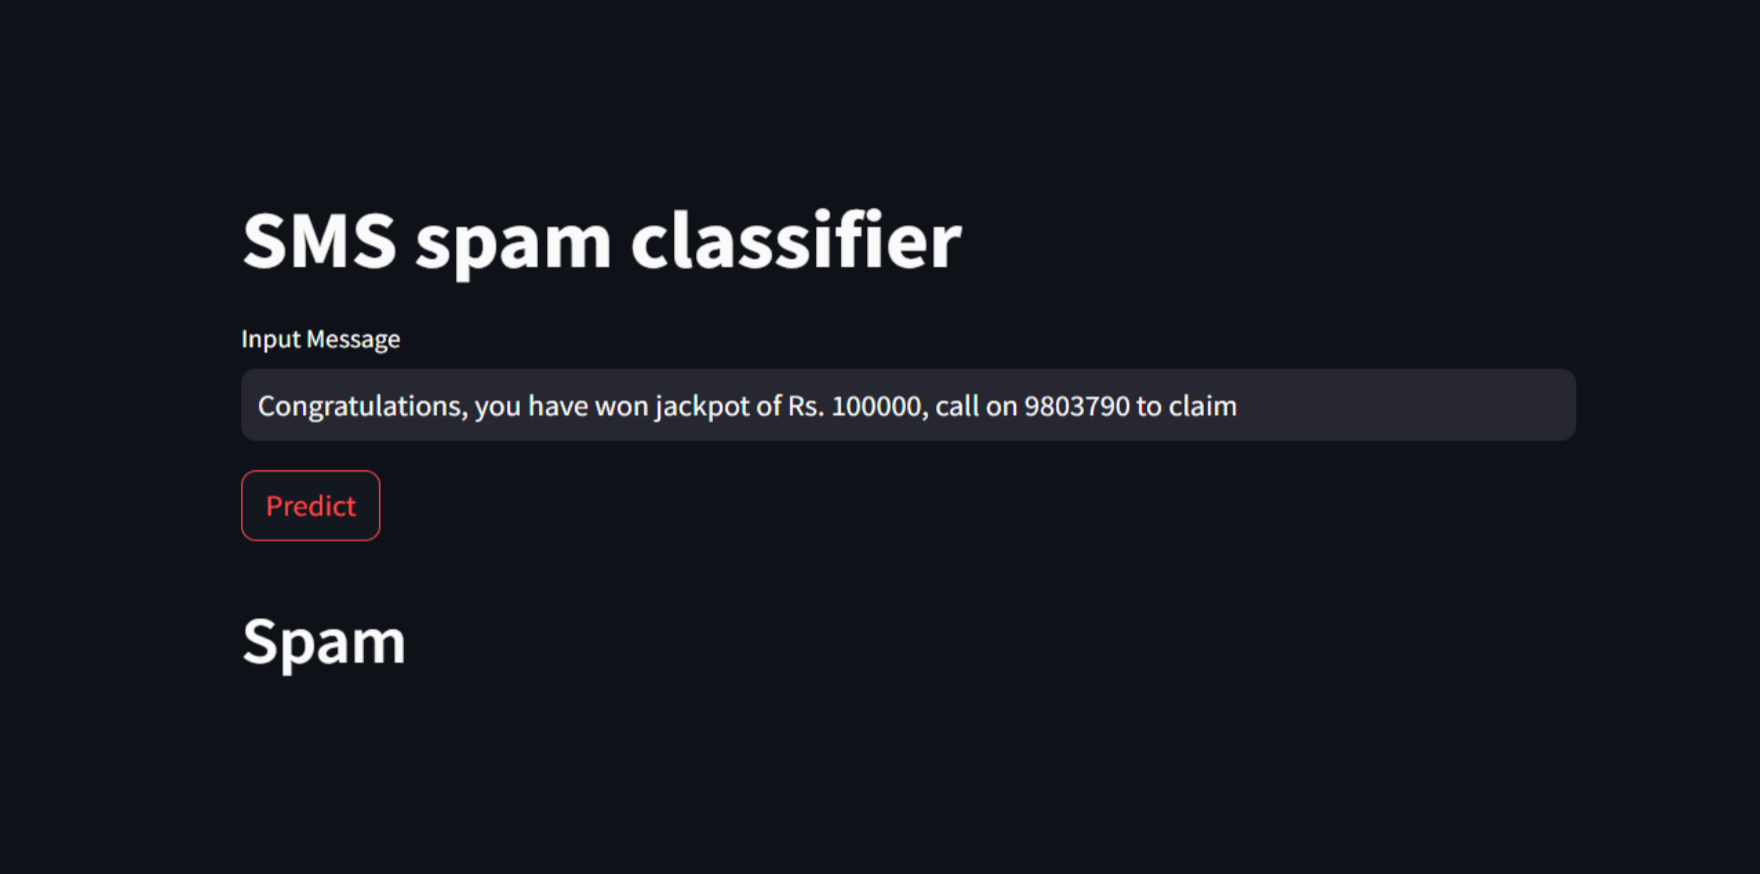 SMS spam classifier
Input Message
Congratulations, you have won jackpot of Rs. 100000, call on 9803790 to claim
Predict
Spam